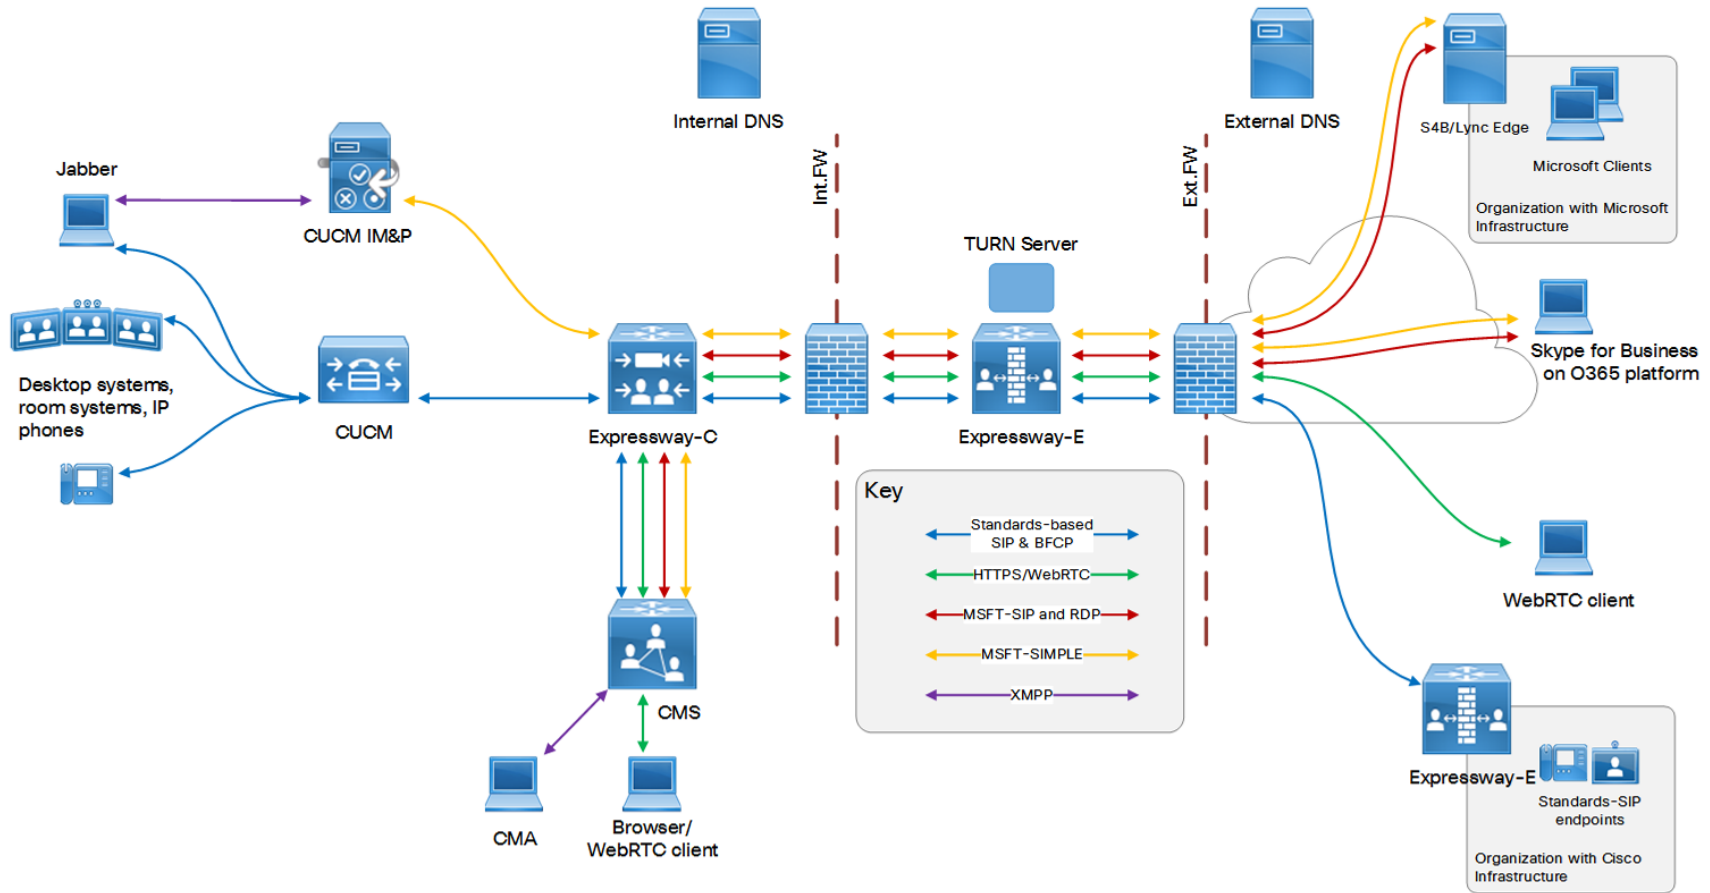 Internal DNS
External DNS
S4B/Lync Edge
Microsoft Clients
Organization with Microsoft
Infrastructure
Jabber
CUCM IM&P
Int.FW
Ext.FW
TURN Server
Skype for Business
on O365 platform
Desktop systems,
room systems, IP
phones
CUCM
Expressway-C
Expressway-E
Key
Standards-based
SIP & BFCP
HTTPS/WebRTC
MSFT-SIP and RDP
MSFT-SIMPLE
XMPP
WebRTC client
CMS
CMA
Browser/
WebRTC client
Expressway-E
Standards-SIP
endpoints
Organization with Cisco
Infrastructure